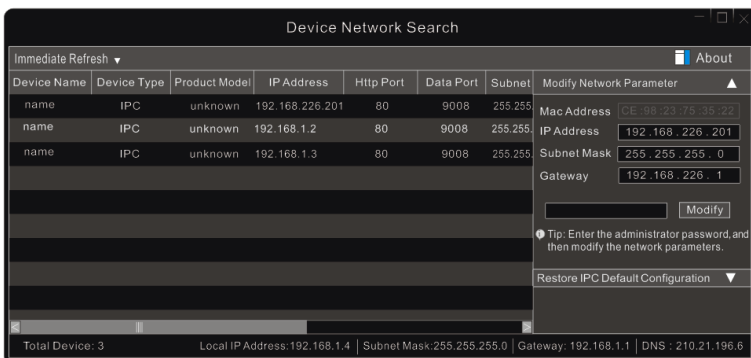 Device Network Search
Immediate Refresh ▼
About
Device Name Device Type Product Model IP Address Http Port Data Port Subnet
name IPC unknown 192.168.226.201 80 9008 255.255.
name IPC unknown 192.168.1.2 80 9008 255.255.
name IPC unknown 192.168.1.3 80 9008 255.255.
Modify Network Parameter ▲
Mac Address CE:98:23:75:35:22
IP Address 192.168.226.201
Subnet Mask 255.255.255.0
Gateway 192.168.226.1
Modify
Tip: Enter the administrator password, and
then modify the network parameters.
Restore IPC Default Configuration ▼
Total Device: 3 Local IP Address:192.168.1.4 Subnet Mask:255.255.255.0 Gateway: 192.168.1.1 DNS : 210.21.196.6